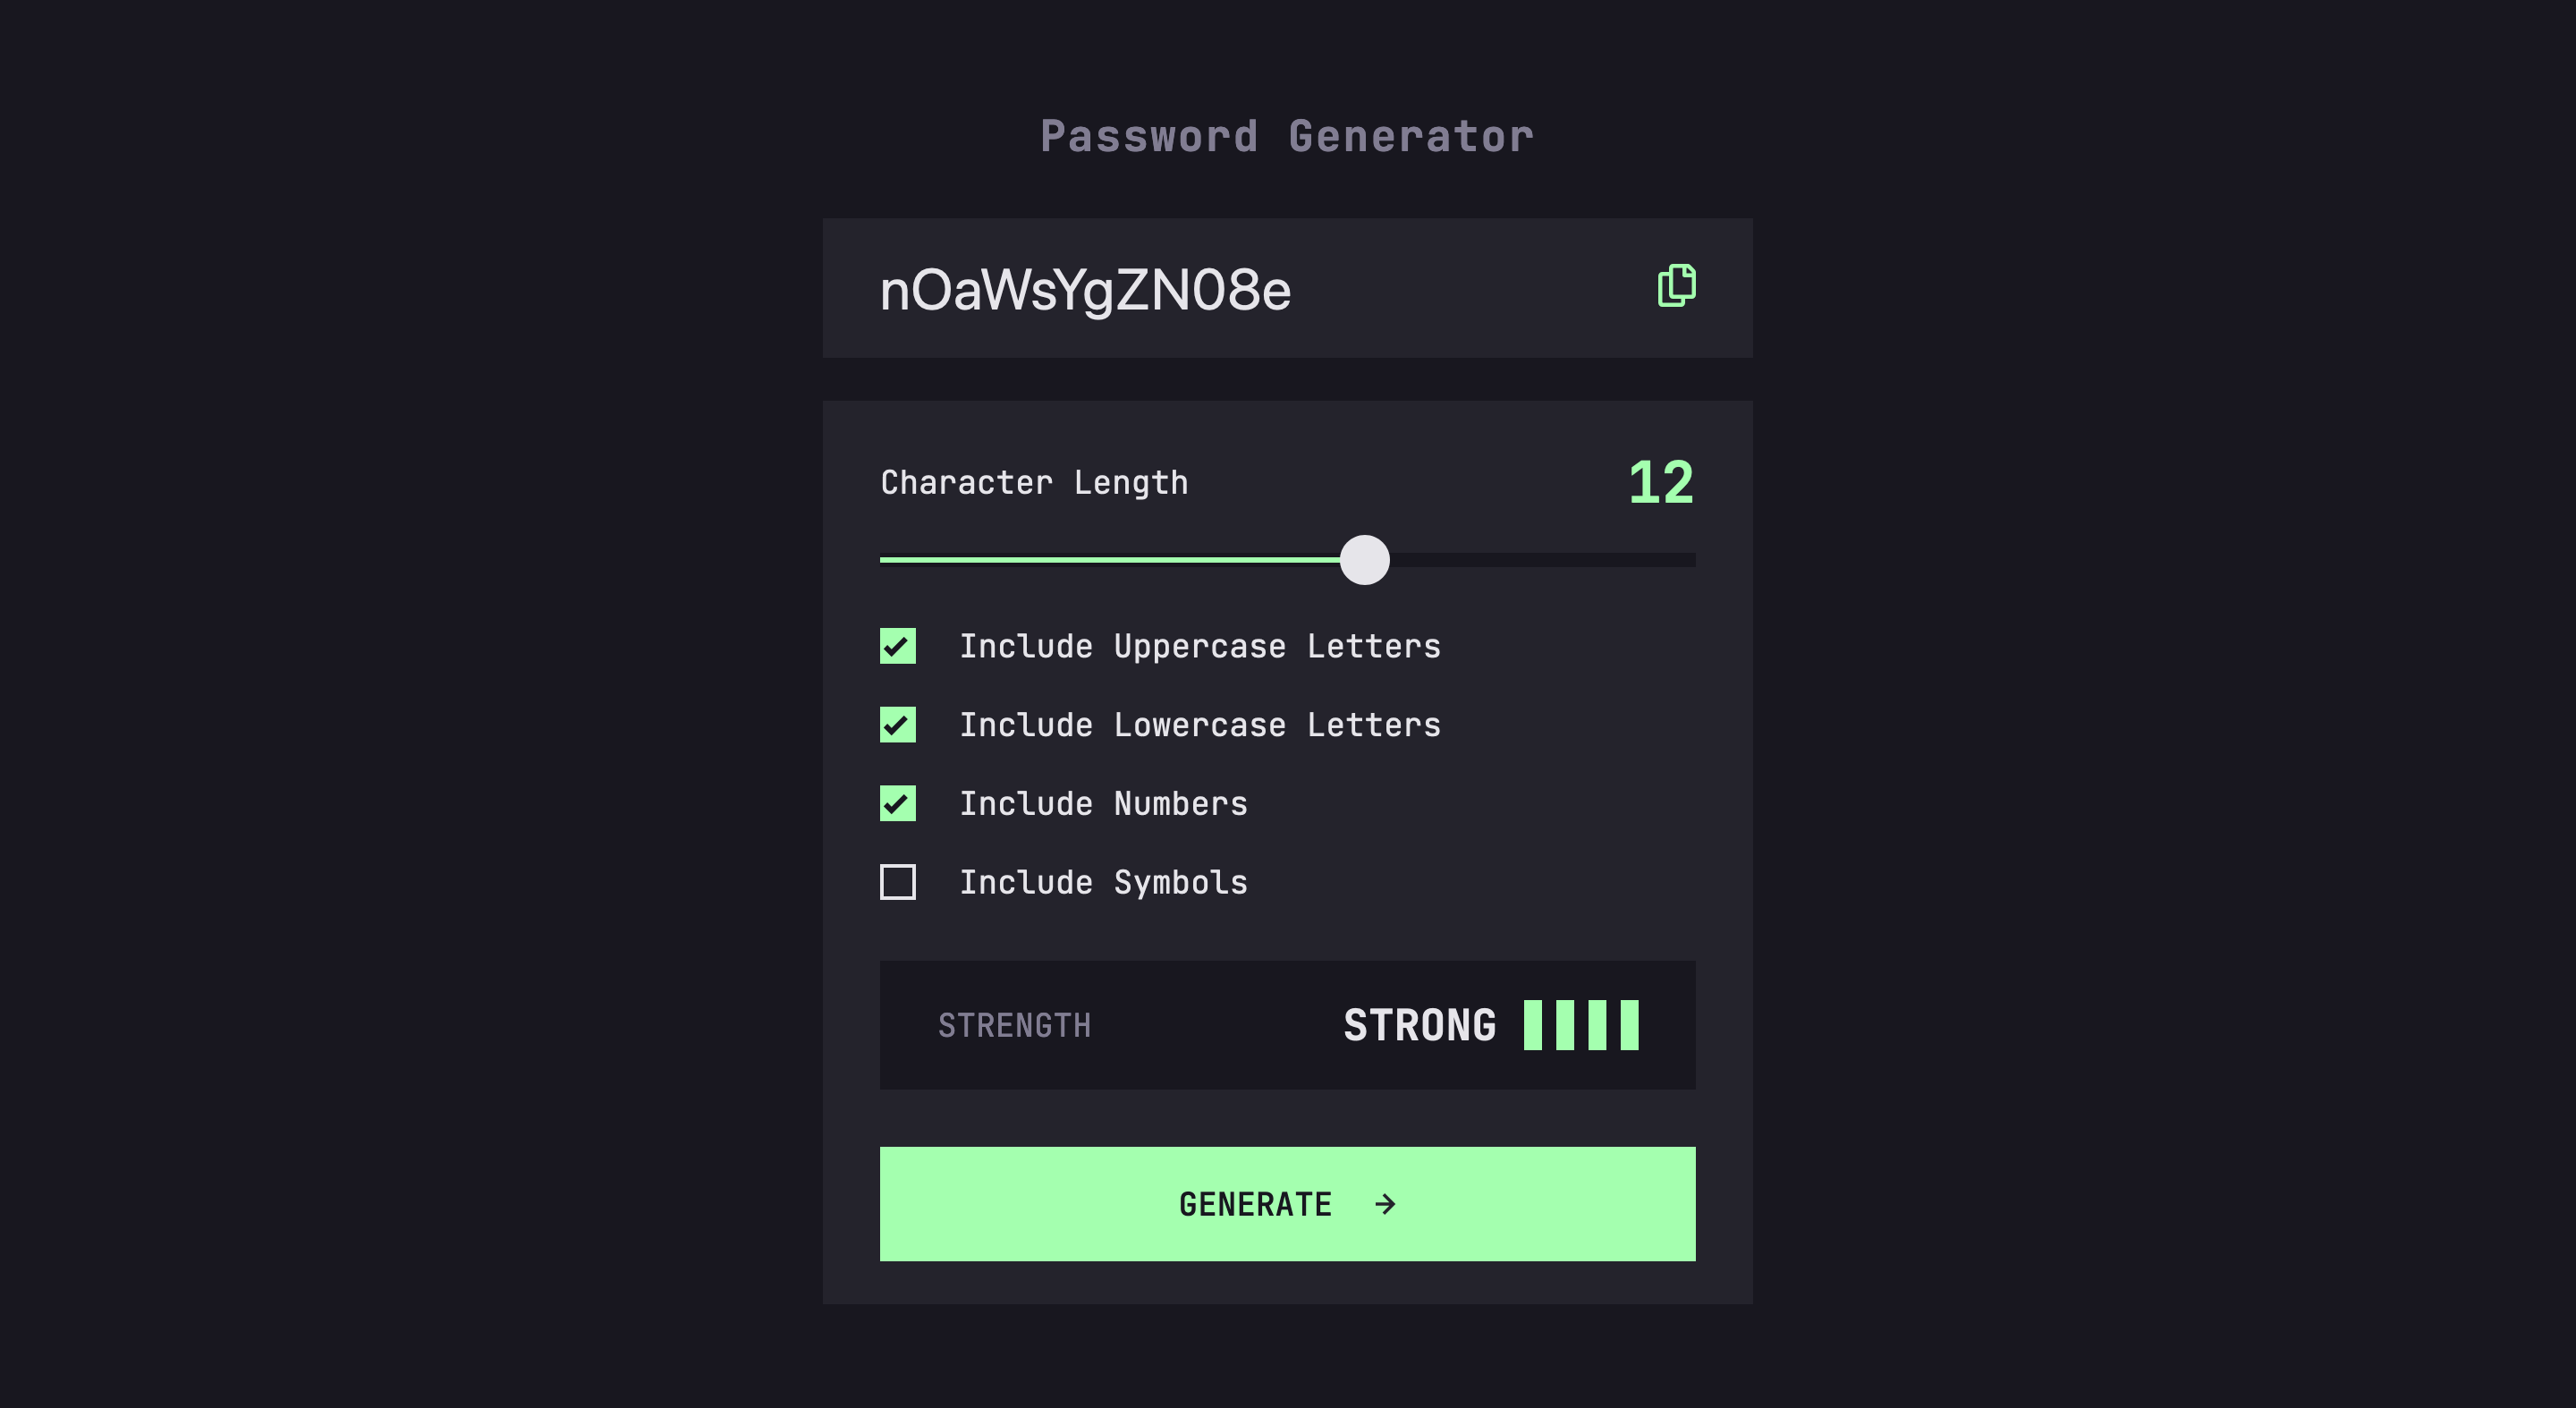 Password Generator
nOaWsYgZN08e
Character Length
12
Include Uppercase Letters
Include Lowercase Letters
Include Numbers
Include Symbols
STRENGTH
STRONG
GENERATE →